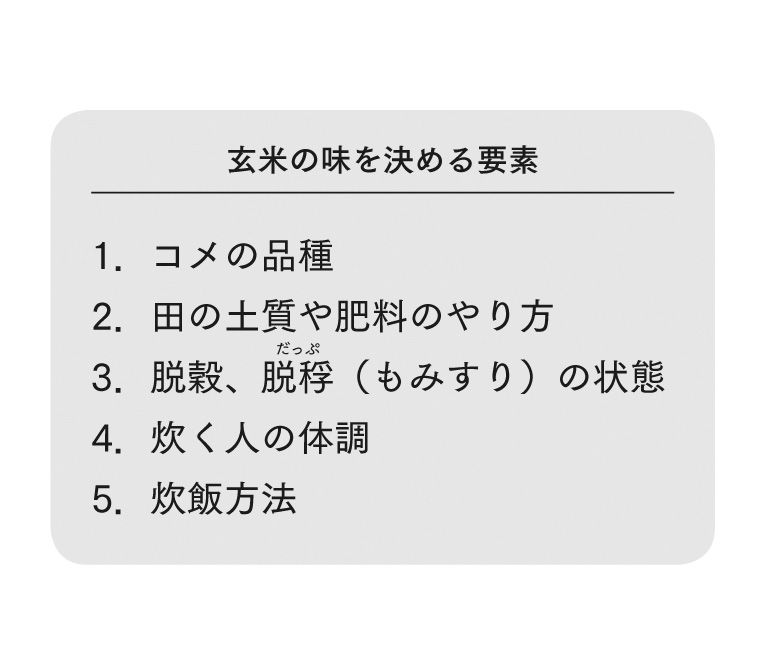 玄米の味を決める要素
1. コメの品種
2. 田の土質や肥料のやり方
だっぷ
3. 脱穀、脱稃（もみすり）の状態
4. 炊く人の体調
5. 炊飯方法